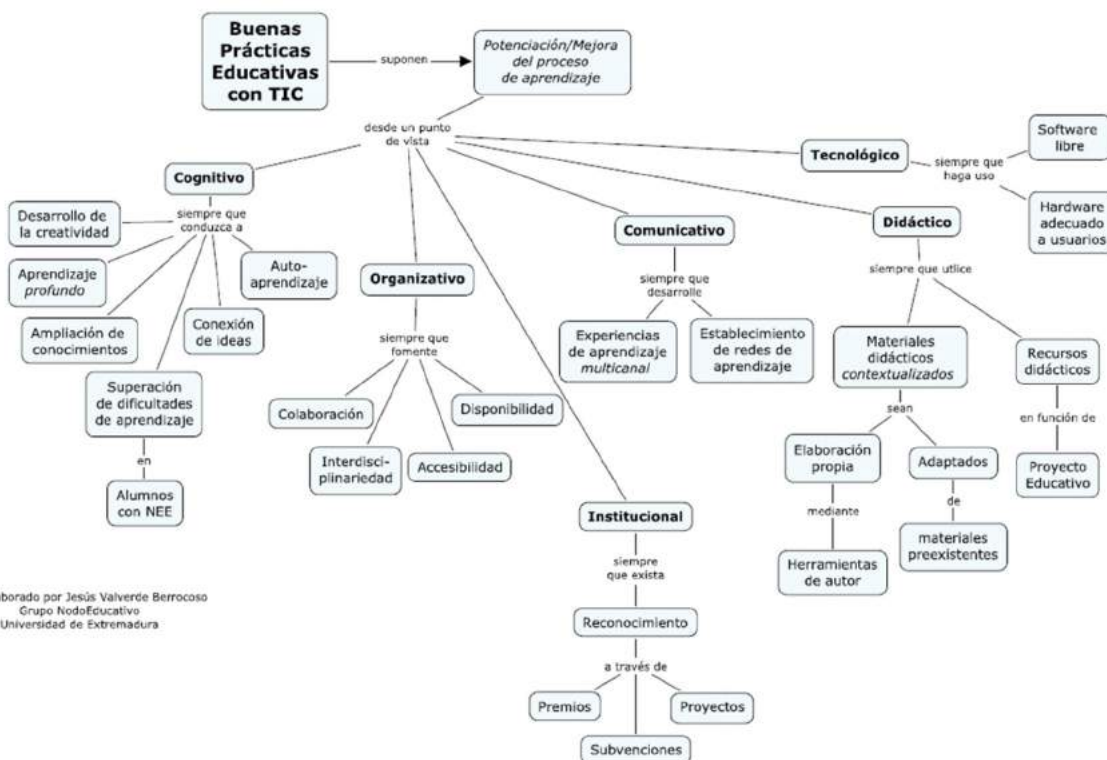 Buenas
Prácticas
Educativas
con TIC
suponen
Potenciación/Mejora
del proceso
de aprendizaje
desde un punto
de vista
Cognitivo
siempre que
conduzca a
Desarrollo de
la creatividad
Aprendizaje
profundo
Ampliación de
conocimientos
Superación
de dificultades
de aprendizaje
en
Alumnos
con NEE
Conexión
de ideas
Auto-
aprendizaje
Organizativo
siempre que
fomente
Colaboración
Interdisci-
plinariedad
Accesibilidad
Disponibilidad
Institucional
siempre
que exista
Reconocimiento
a través de
Premios
Subvenciones
Proyectos
Comunicativo
siempre que
desarrolle
Experiencias
de aprendizaje
multicanal
Establecimiento
de redes de
aprendizaje
Didáctico
siempre que utlice
Materiales
didácticos
contextualizados
sean
Elaboración
propia
mediante
Herramientas
de autor
Adaptados
de
materiales
preexistentes
Recursos
didácticos
en función de
Proyecto
Educativo
Tecnológico
siempre que
haga uso
Software
libre
Hardware
adecuado
a usuarios
borado por Jesús Valverde Berrocoso
Grupo NodoEducativo
Universidad de Extremadura